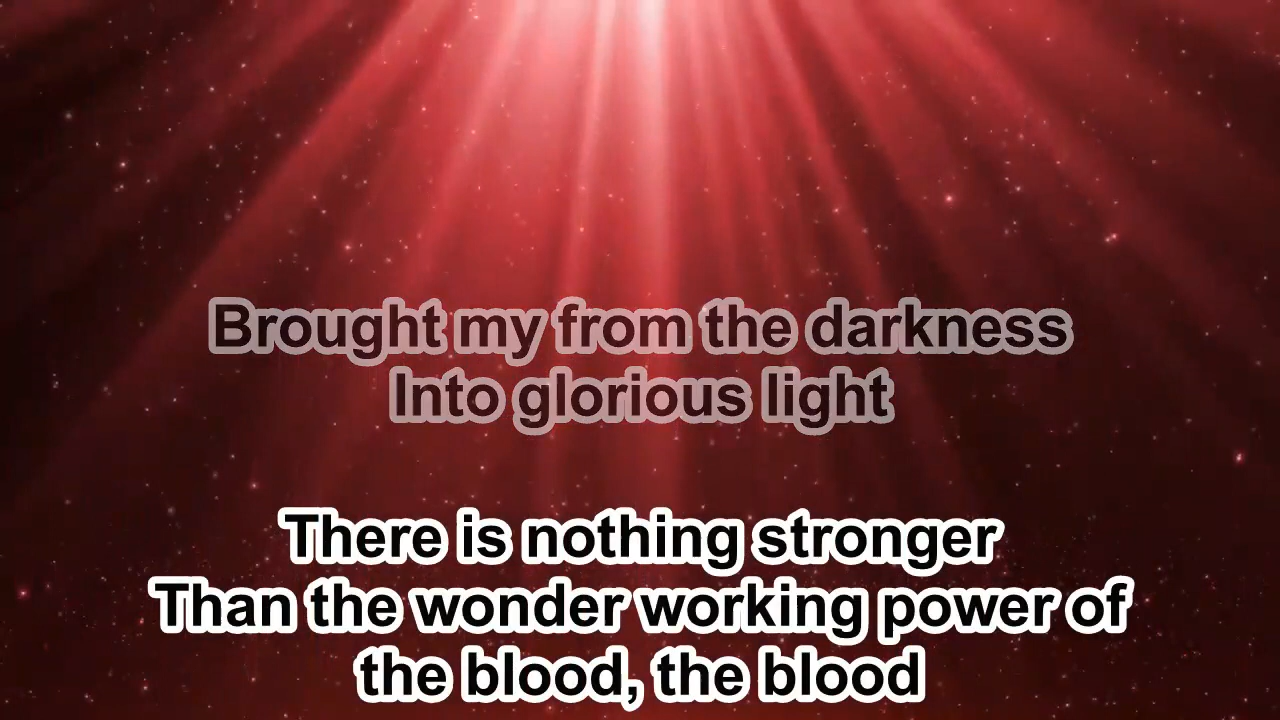 Brought my from the darkness
Into glorious light
There is nothing stronger
Than the wonder working power of
the blood, the blood